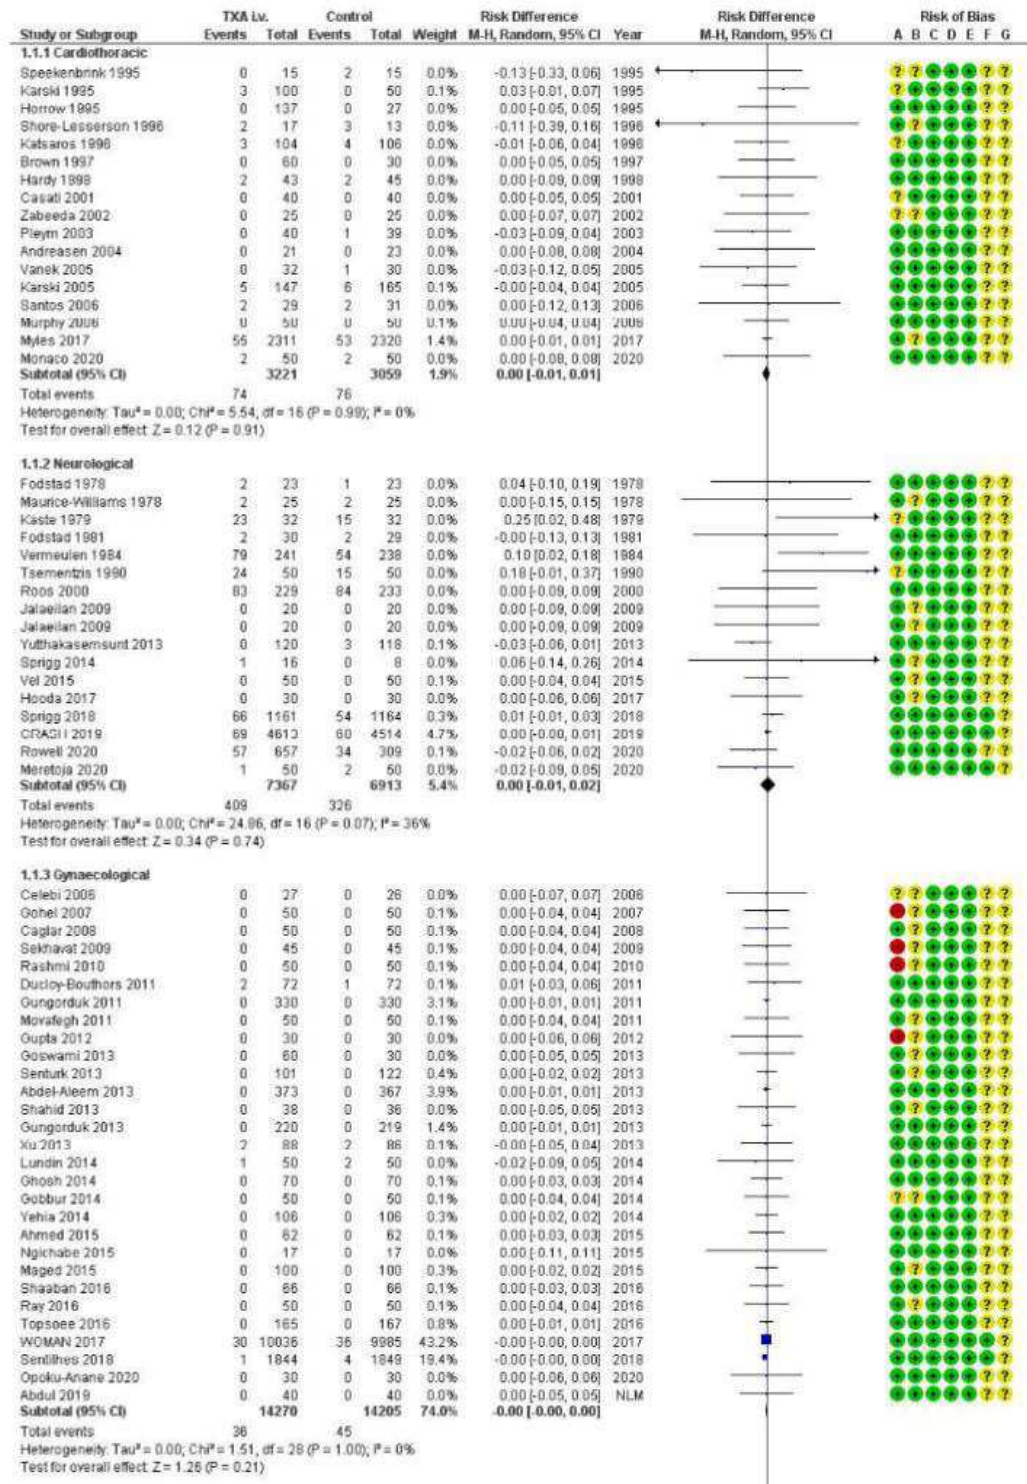 TXA i.v. Control Risk Difference Risk Difference Risk of Bias
Study or Subgroup Events Total Events Total Weight M-H, Random, 95% CI Year M-H, Random, 95% CI A B C D E F G
1.1.1 Cardiothoracic
Speekenbrink 1995 0 15 2 15 0.0% -0.13 [-0.33, 0.06] 1995
Karski 1995 3 100 0 50 0.1% 0.03 [-0.01, 0.07] 1995
Horrow 1995 0 137 0 27 0.0% 0.00 [-0.05, 0.05] 1995
Shore-Lesserson 1996 2 17 3 13 0.0% -0.11 [-0.39, 0.16] 1996
Katsaros 1996 3 104 4 106 0.0% -0.01 [-0.06, 0.04] 1996
Brown 1997 0 60 0 30 0.0% 0.00 [-0.05, 0.05] 1997
Hardy 1998 2 43 2 45 0.0% 0.00 [-0.09, 0.09] 1998
Casati 2001 0 40 0 40 0.0% 0.00 [-0.05, 0.05] 2001
Zabeeda 2002 0 25 0 25 0.0% 0.00 [-0.07, 0.07] 2002
Pleym 2003 0 40 1 39 0.0% -0.03 [-0.09, 0.04] 2003
Andreasen 2004 0 21 0 23 0.0% 0.00 [-0.08, 0.08] 2004
Vanek 2005 0 32 1 30 0.0% -0.03 [-0.12, 0.05] 2005
Karski 2005 5 147 6 165 0.1% -0.00 [-0.04, 0.04] 2005
Santos 2006 2 29 2 31 0.0% 0.00 [-0.12, 0.13] 2006
Murphy 2006 0 50 0 50 0.1% 0.00 [-0.04, 0.04] 2006
Myles 2017 55 2311 53 2320 1.4% 0.00 [-0.01, 0.01] 2017
Monaco 2020 2 50 2 50 0.0% 0.00 [-0.08, 0.08] 2020
Subtotal (95% CI) 3221 3059 1.9% 0.00 [-0.01, 0.01]
Total events 74 76
Heterogeneity: Tau² = 0.00; Chi² = 5.54, df = 16 (P = 0.99); I² = 0%
Test for overall effect: Z = 0.12 (P = 0.91)
1.1.2 Neurological
Fodstad 1978 2 23 1 23 0.0% 0.04 [-0.10, 0.19] 1978
Maurice-Williams 1978 2 25 2 25 0.0% 0.00 [-0.15, 0.15] 1978
Kaste 1979 23 32 15 32 0.0% 0.25 [0.02, 0.48] 1979
Fodstad 1981 2 30 2 29 0.0% -0.00 [-0.13, 0.13] 1981
Vermeulen 1984 79 241 54 238 0.0% 0.10 [0.02, 0.18] 1984
Tsementzis 1990 24 50 15 50 0.0% 0.18 [-0.01, 0.37] 1990
Roos 2000 83 229 84 233 0.0% 0.00 [-0.09, 0.09] 2000
Jalaeilan 2009 0 20 0 20 0.0% 0.00 [-0.09, 0.09] 2009
Jalaeilan 2009 0 20 0 20 0.0% 0.00 [-0.09, 0.09] 2009
Yutthakasemsunt 2013 0 120 3 118 0.1% -0.03 [-0.06, 0.01] 2013
Sprigg 2014 1 16 0 8 0.0% 0.06 [-0.14, 0.26] 2014
Vel 2015 0 50 0 50 0.1% 0.00 [-0.04, 0.04] 2015
Hooda 2017 0 30 0 30 0.0% 0.00 [-0.06, 0.06] 2017
Sprigg 2018 66 1161 54 1164 0.3% 0.01 [-0.01, 0.03] 2018
CRASH 2019 69 4613 60 4514 4.7% 0.00 [-0.00, 0.01] 2019
Rowell 2020 57 657 34 309 0.0% -0.02 [-0.06, 0.02] 2020
Meretoja 2020 1 50 2 50 0.0% -0.02 [-0.09, 0.05] 2020
Subtotal (95% CI) 7367 6913 5.4% 0.00 [-0.01, 0.02]
Total events 409 326
Heterogeneity: Tau² = 0.00; Chi² = 24.86, df = 16 (P = 0.07); I² = 36%
Test for overall effect: Z = 0.34 (P = 0.74)
1.1.3 Gynaecological
Celebi 2006 0 27 0 26 0.0% 0.00 [-0.07, 0.07] 2006
Gohel 2007 0 50 0 50 0.1% 0.00 [-0.04, 0.04] 2007
Caglar 2008 0 50 0 50 0.1% 0.00 [-0.04, 0.04] 2008
Sekhavat 2009 0 45 0 45 0.1% 0.00 [-0.04, 0.04] 2009
Rashmi 2010 0 50 0 50 0.1% 0.00 [-0.04, 0.04] 2010
Ducloy-Bouthors 2011 2 72 1 72 0.0% 0.01 [-0.03, 0.06] 2011
Gungorduk 2011 0 330 0 330 3.1% 0.00 [-0.01, 0.01] 2011
Movafegh 2011 0 50 0 50 0.1% 0.00 [-0.04, 0.04] 2011
Gupta 2012 0 30 0 30 0.0% 0.00 [-0.06, 0.06] 2012
Goswami 2013 0 60 0 30 0.0% 0.00 [-0.05, 0.05] 2013
Senturk 2013 0 101 0 122 0.4% 0.00 [-0.02, 0.02] 2013
Abdel-Aleem 2013 0 373 0 367 3.9% 0.00 [-0.01, 0.01] 2013
Shahid 2013 0 38 0 36 0.0% 0.00 [-0.05, 0.05] 2013
Gungorduk 2013 0 220 0 219 1.4% 0.00 [-0.01, 0.01] 2013
Xu 2013 2 88 2 86 0.1% -0.00 [-0.05, 0.04] 2013
Lundin 2014 1 50 2 50 0.0% -0.02 [-0.09, 0.05] 2014
Ghosh 2014 0 70 0 70 0.1% 0.00 [-0.03, 0.03] 2014
Gobbur 2014 0 50 0 50 0.1% 0.00 [-0.04, 0.04] 2014
Yehia 2014 0 106 0 106 0.3% 0.00 [-0.02, 0.02] 2014
Ahmed 2015 0 62 0 62 0.1% 0.00 [-0.03, 0.03] 2015
Ngichabe 2015 0 17 0 17 0.0% 0.00 [-0.11, 0.11] 2015
Maged 2015 0 100 0 100 0.3% 0.00 [-0.02, 0.02] 2015
Shaaban 2016 0 66 0 66 0.1% 0.00 [-0.03, 0.03] 2016
Ray 2016 0 50 0 50 0.1% 0.00 [-0.04, 0.04] 2016
Topsoee 2016 0 165 0 167 0.8% 0.00 [-0.01, 0.01] 2016
WOMAN 2017 30 10036 36 9985 43.2% -0.00 [-0.00, 0.00] 2017
Sentilhes 2018 1 1844 4 1849 19.4% -0.00 [-0.00, 0.00] 2018
Opoku-Anane 2020 0 30 0 30 0.0% 0.00 [-0.06, 0.06] 2020
Abdul 2019 0 40 0 40 0.0% 0.00 [-0.05, 0.05] NLM
Subtotal (95% CI) 14270 14205 74.0% -0.00 [-0.00, 0.00]
Total events 36 45
Heterogeneity: Tau² = 0.00; Chi² = 1.51, df = 28 (P = 1.00); I² = 0%
Test for overall effect: Z = 1.26 (P = 0.21)